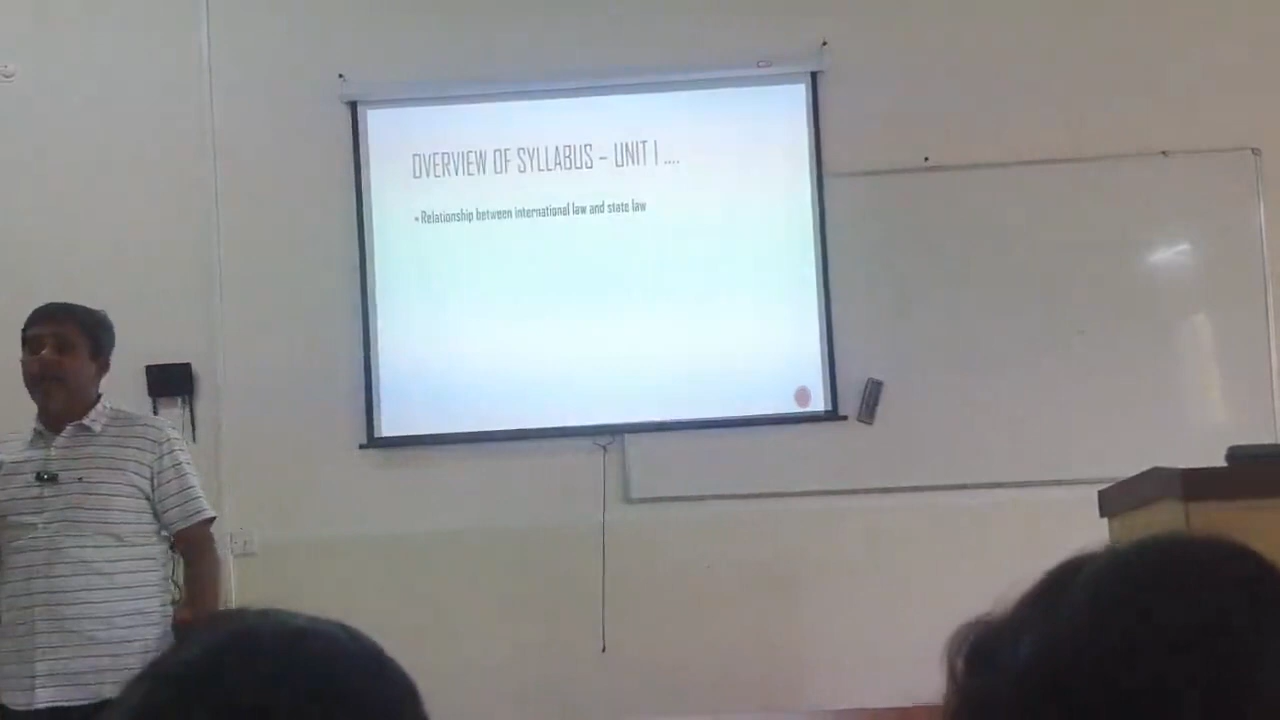 OVERVIEW OF SYLLABUS – UNIT I ....
▪ Relationship between international law and state law